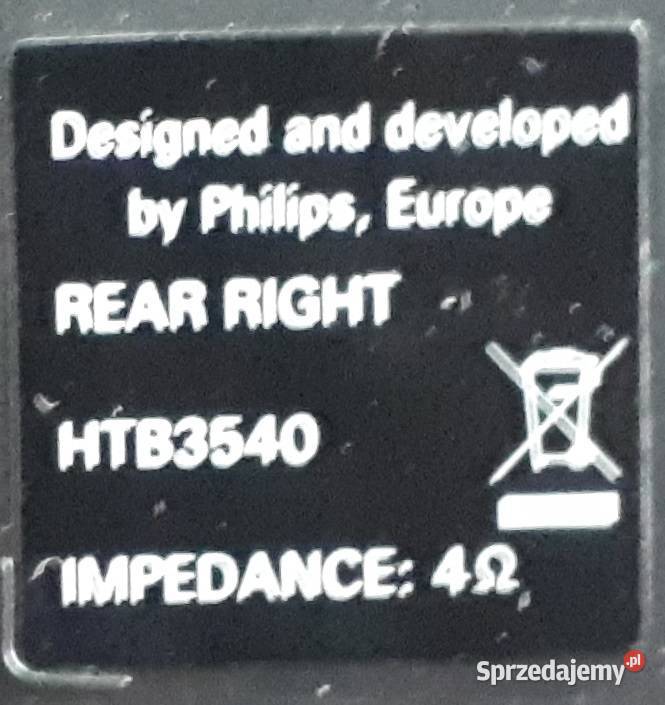 Designed and developed
by Philips, Europe
REAR RIGHT
HTB3540
IMPEDANCE: 4Ω
Sprzedajemy.pl